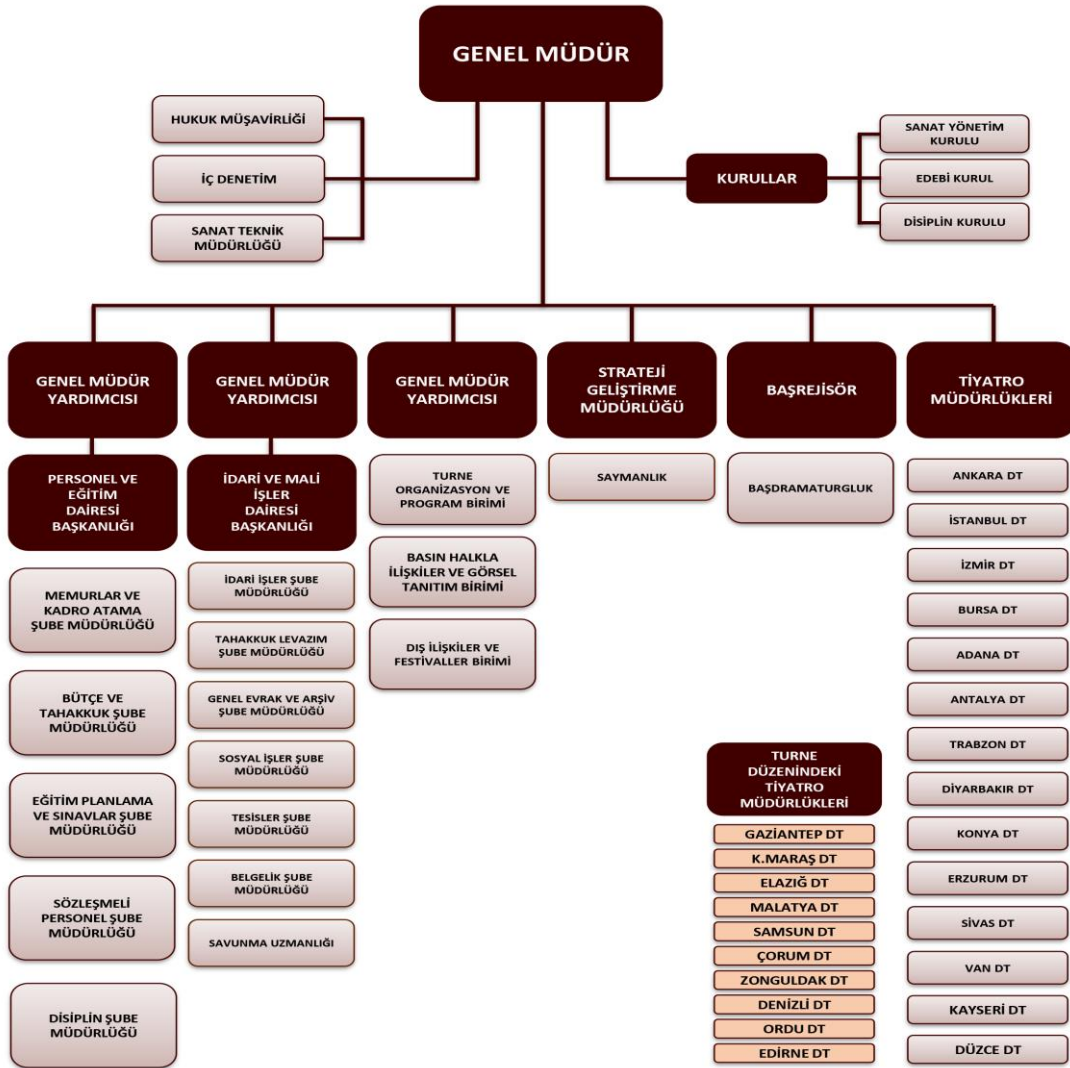 GENEL MÜDÜR
HUKUK MÜŞAVİRLİĞİ
İÇ DENETİM
SANAT TEKNİK
MÜDÜRLÜĞÜ
KURULLAR
SANAT YÖNETİM
KURULU
EDEBİ KURUL
DİSİPLİN KURULU
GENEL MÜDÜR
YARDIMCISI
PERSONEL VE
EĞİTİM
DAİRESİ
BAŞKANLIĞI
MEMURLAR VE
KADRO ATAMA
ŞUBE MÜDÜRLÜĞÜ
BÜTÇE VE
TAHAKKUK ŞUBE
MÜDÜRLÜĞÜ
EĞİTİM PLANLAMA
VE SINAVLAR ŞUBE
MÜDÜRLÜĞÜ
SÖZLEŞMELİ
PERSONEL ŞUBE
MÜDÜRLÜĞÜ
DİSİPLİN ŞUBE
MÜDÜRLÜĞÜ
GENEL MÜDÜR
YARDIMCISI
İDARİ VE MALİ
İŞLER
DAİRESİ
BAŞKANLIĞI
İDARİ İŞLER ŞUBE
MÜDÜRLÜĞÜ
TAHAKKUK LEVAZIM
ŞUBE MÜDÜRLÜĞÜ
GENEL EVRAK VE ARŞİV
ŞUBE MÜDÜRLÜĞÜ
SOSYAL İŞLER ŞUBE
MÜDÜRLÜĞÜ
TESİSLER ŞUBE
MÜDÜRLÜĞÜ
BELGELİK ŞUBE
MÜDÜRLÜĞÜ
SAVUNMA UZMANLIĞI
GENEL MÜDÜR
YARDIMCISI
TURNE
ORGANİZASYON VE
PROGRAM BİRİMİ
BASIN HALKLA
İLİŞKİLER VE GÖRSEL
TANITIM BİRİMİ
DIŞ İLİŞKİLER VE
FESTİVALLER BİRİMİ
STRATEJİ
GELİŞTİRME
MÜDÜRLÜĞÜ
SAYMANLIK
BAŞREJİSÖR
BAŞDRAMATURGLUK
TURNE
DÜZENİNDEKİ
TİYATRO
MÜDÜRLÜKLERİ
GAZİANTEP DT
K.MARAŞ DT
ELAZIĞ DT
MALATYA DT
SAMSUN DT
ÇORUM DT
ZONGULDAK DT
DENİZLİ DT
ORDU DT
EDİRNE DT
TİYATRO
MÜDÜRLÜKLERİ
ANKARA DT
İSTANBUL DT
İZMİR DT
BURSA DT
ADANA DT
ANTALYA DT
TRABZON DT
DİYARBAKIR DT
KONYA DT
ERZURUM DT
SİVAS DT
VAN DT
KAYSERİ DT
DÜZCE DT